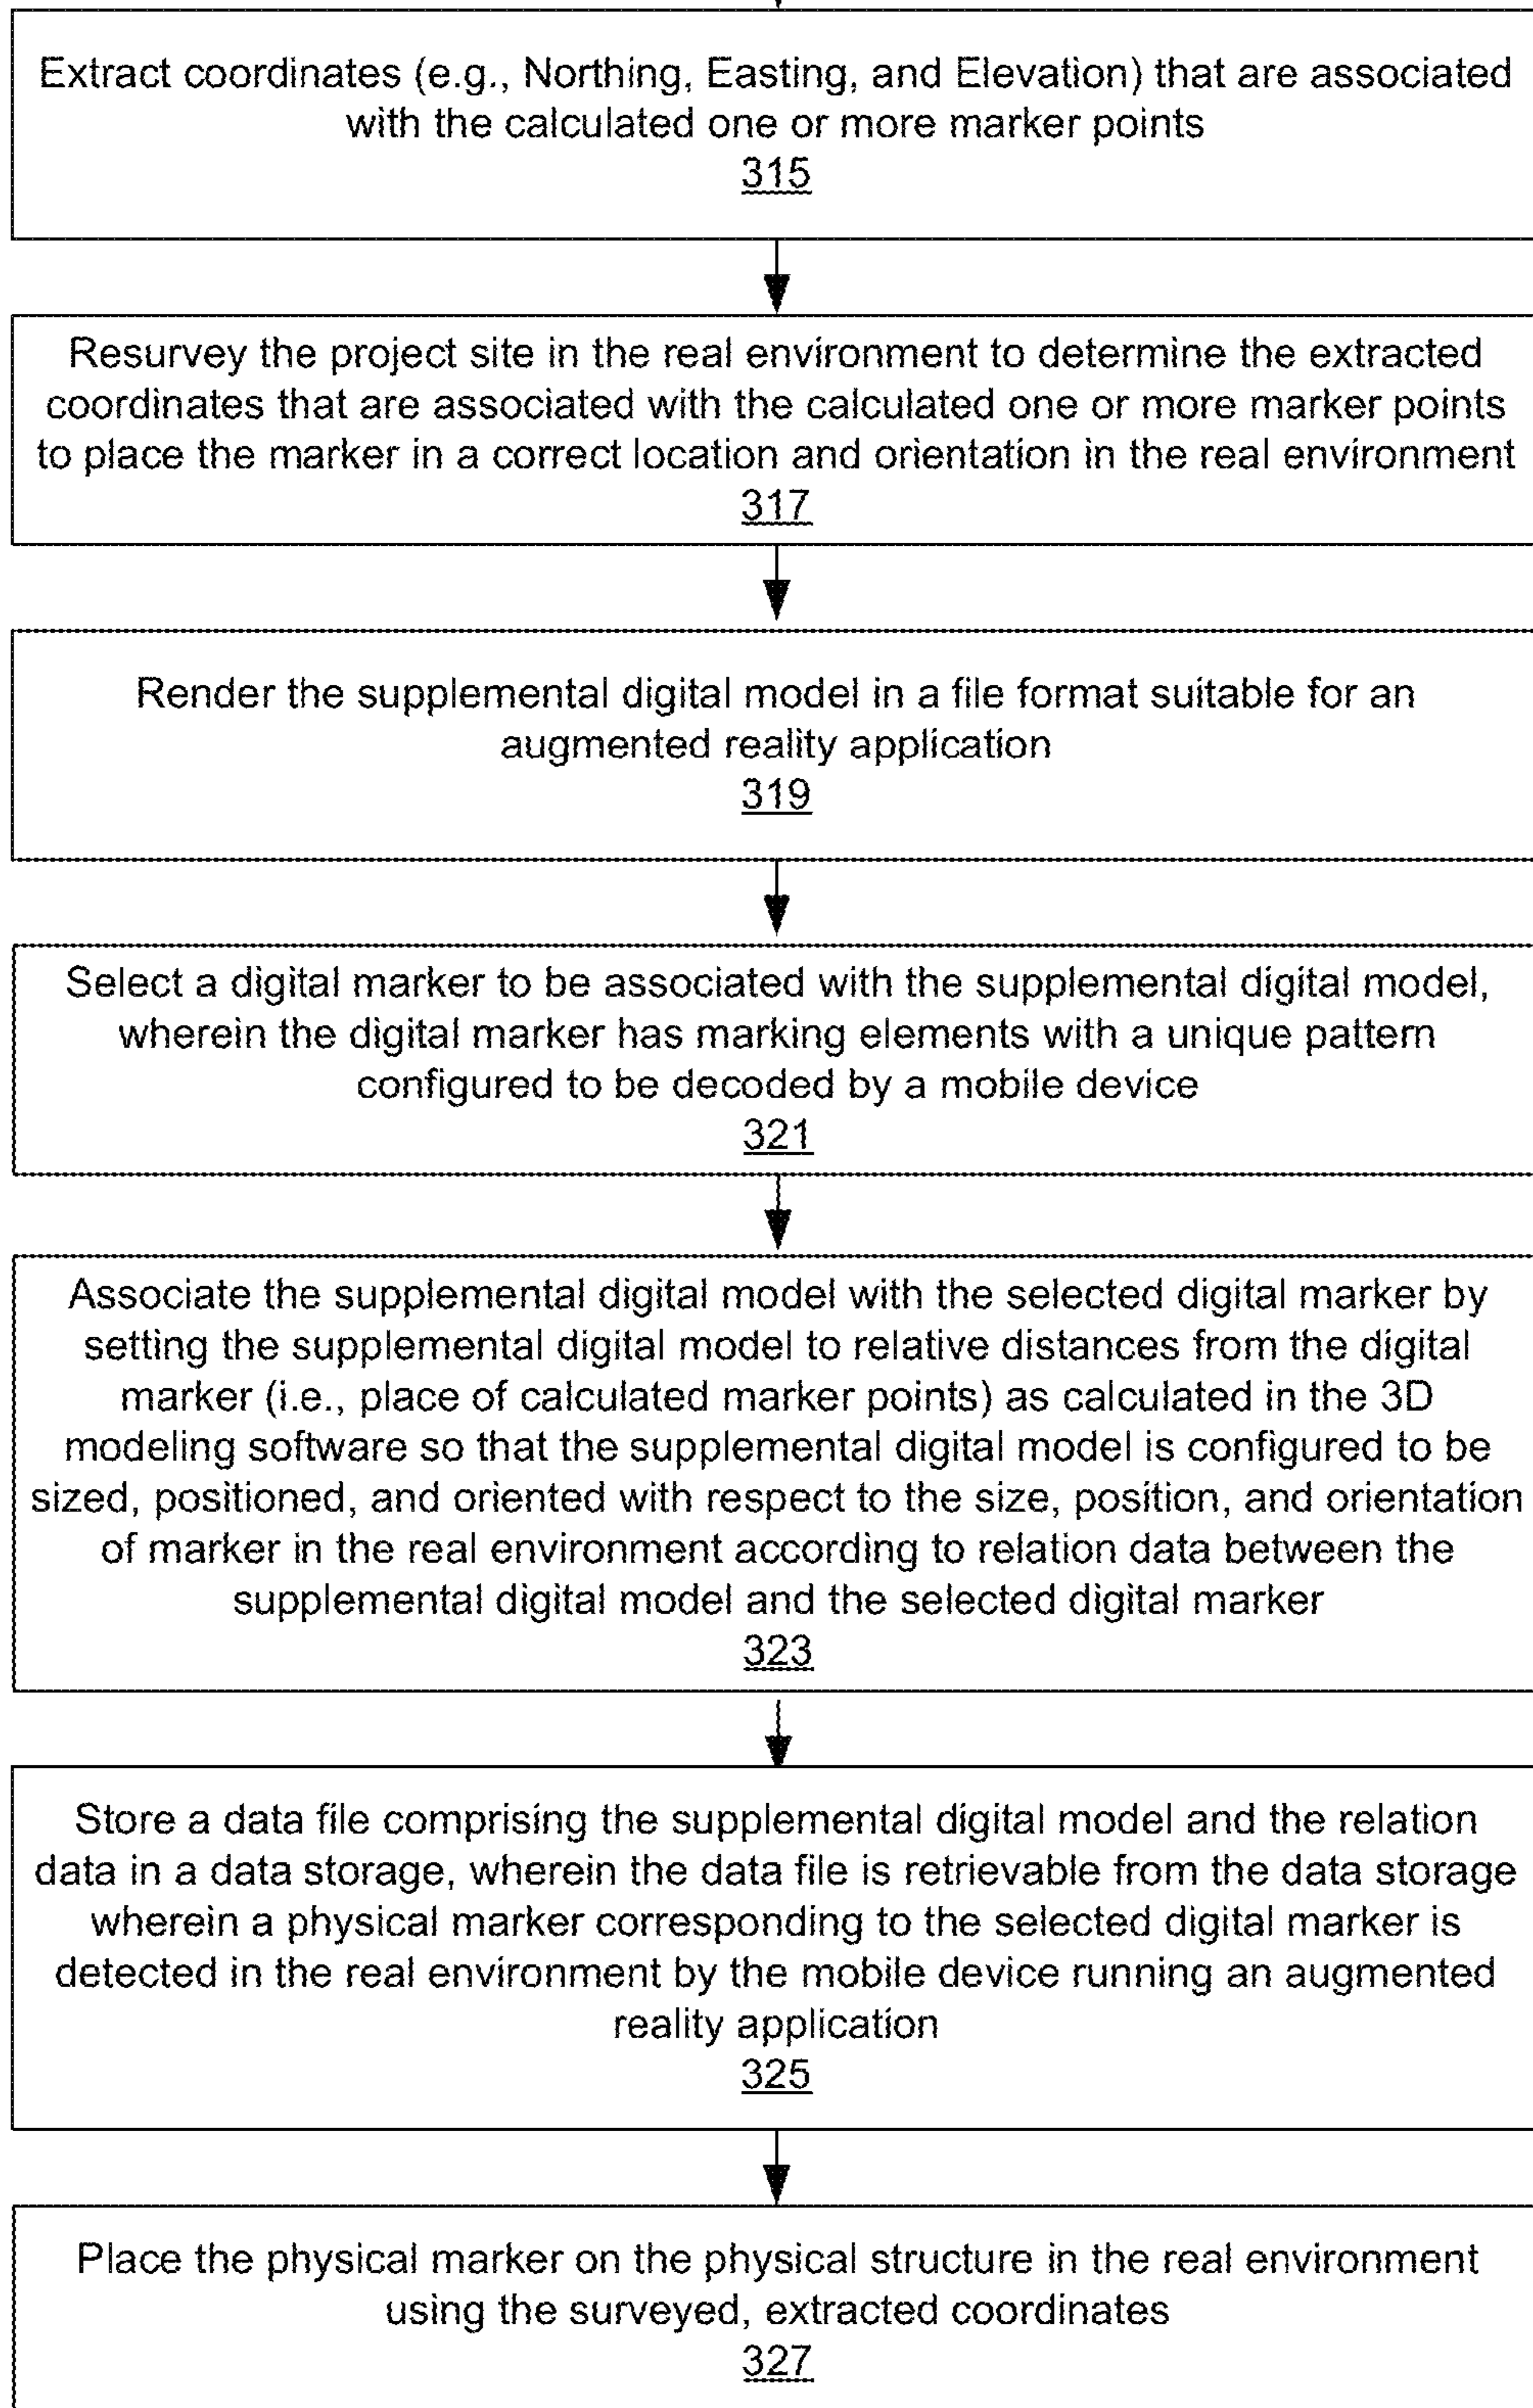 Extract coordinates (e.g., Northing, Easting, and Elevation) that are associated
with the calculated one or more marker points
315
Resurvey the project site in the real environment to determine the extracted
coordinates that are associated with the calculated one or more marker points
to place the marker in a correct location and orientation in the real environment
317
Render the supplemental digital model in a file format suitable for an
augmented reality application
319
Select a digital marker to be associated with the supplemental digital model,
wherein the digital marker has marking elements with a unique pattern
configured to be decoded by a mobile device
321
Associate the supplemental digital model with the selected digital marker by
setting the supplemental digital model to relative distances from the digital
marker (i.e., place of calculated marker points) as calculated in the 3D
modeling software so that the supplemental digital model is configured to be
sized, positioned, and oriented with respect to the size, position, and orientation
of marker in the real environment according to relation data between the
supplemental digital model and the selected digital marker
323
Store a data file comprising the supplemental digital model and the relation
data in a data storage, wherein the data file is retrievable from the data storage
wherein a physical marker corresponding to the selected digital marker is
detected in the real environment by the mobile device running an augmented
reality application
325
Place the physical marker on the physical structure in the real environment
using the surveyed, extracted coordinates
327